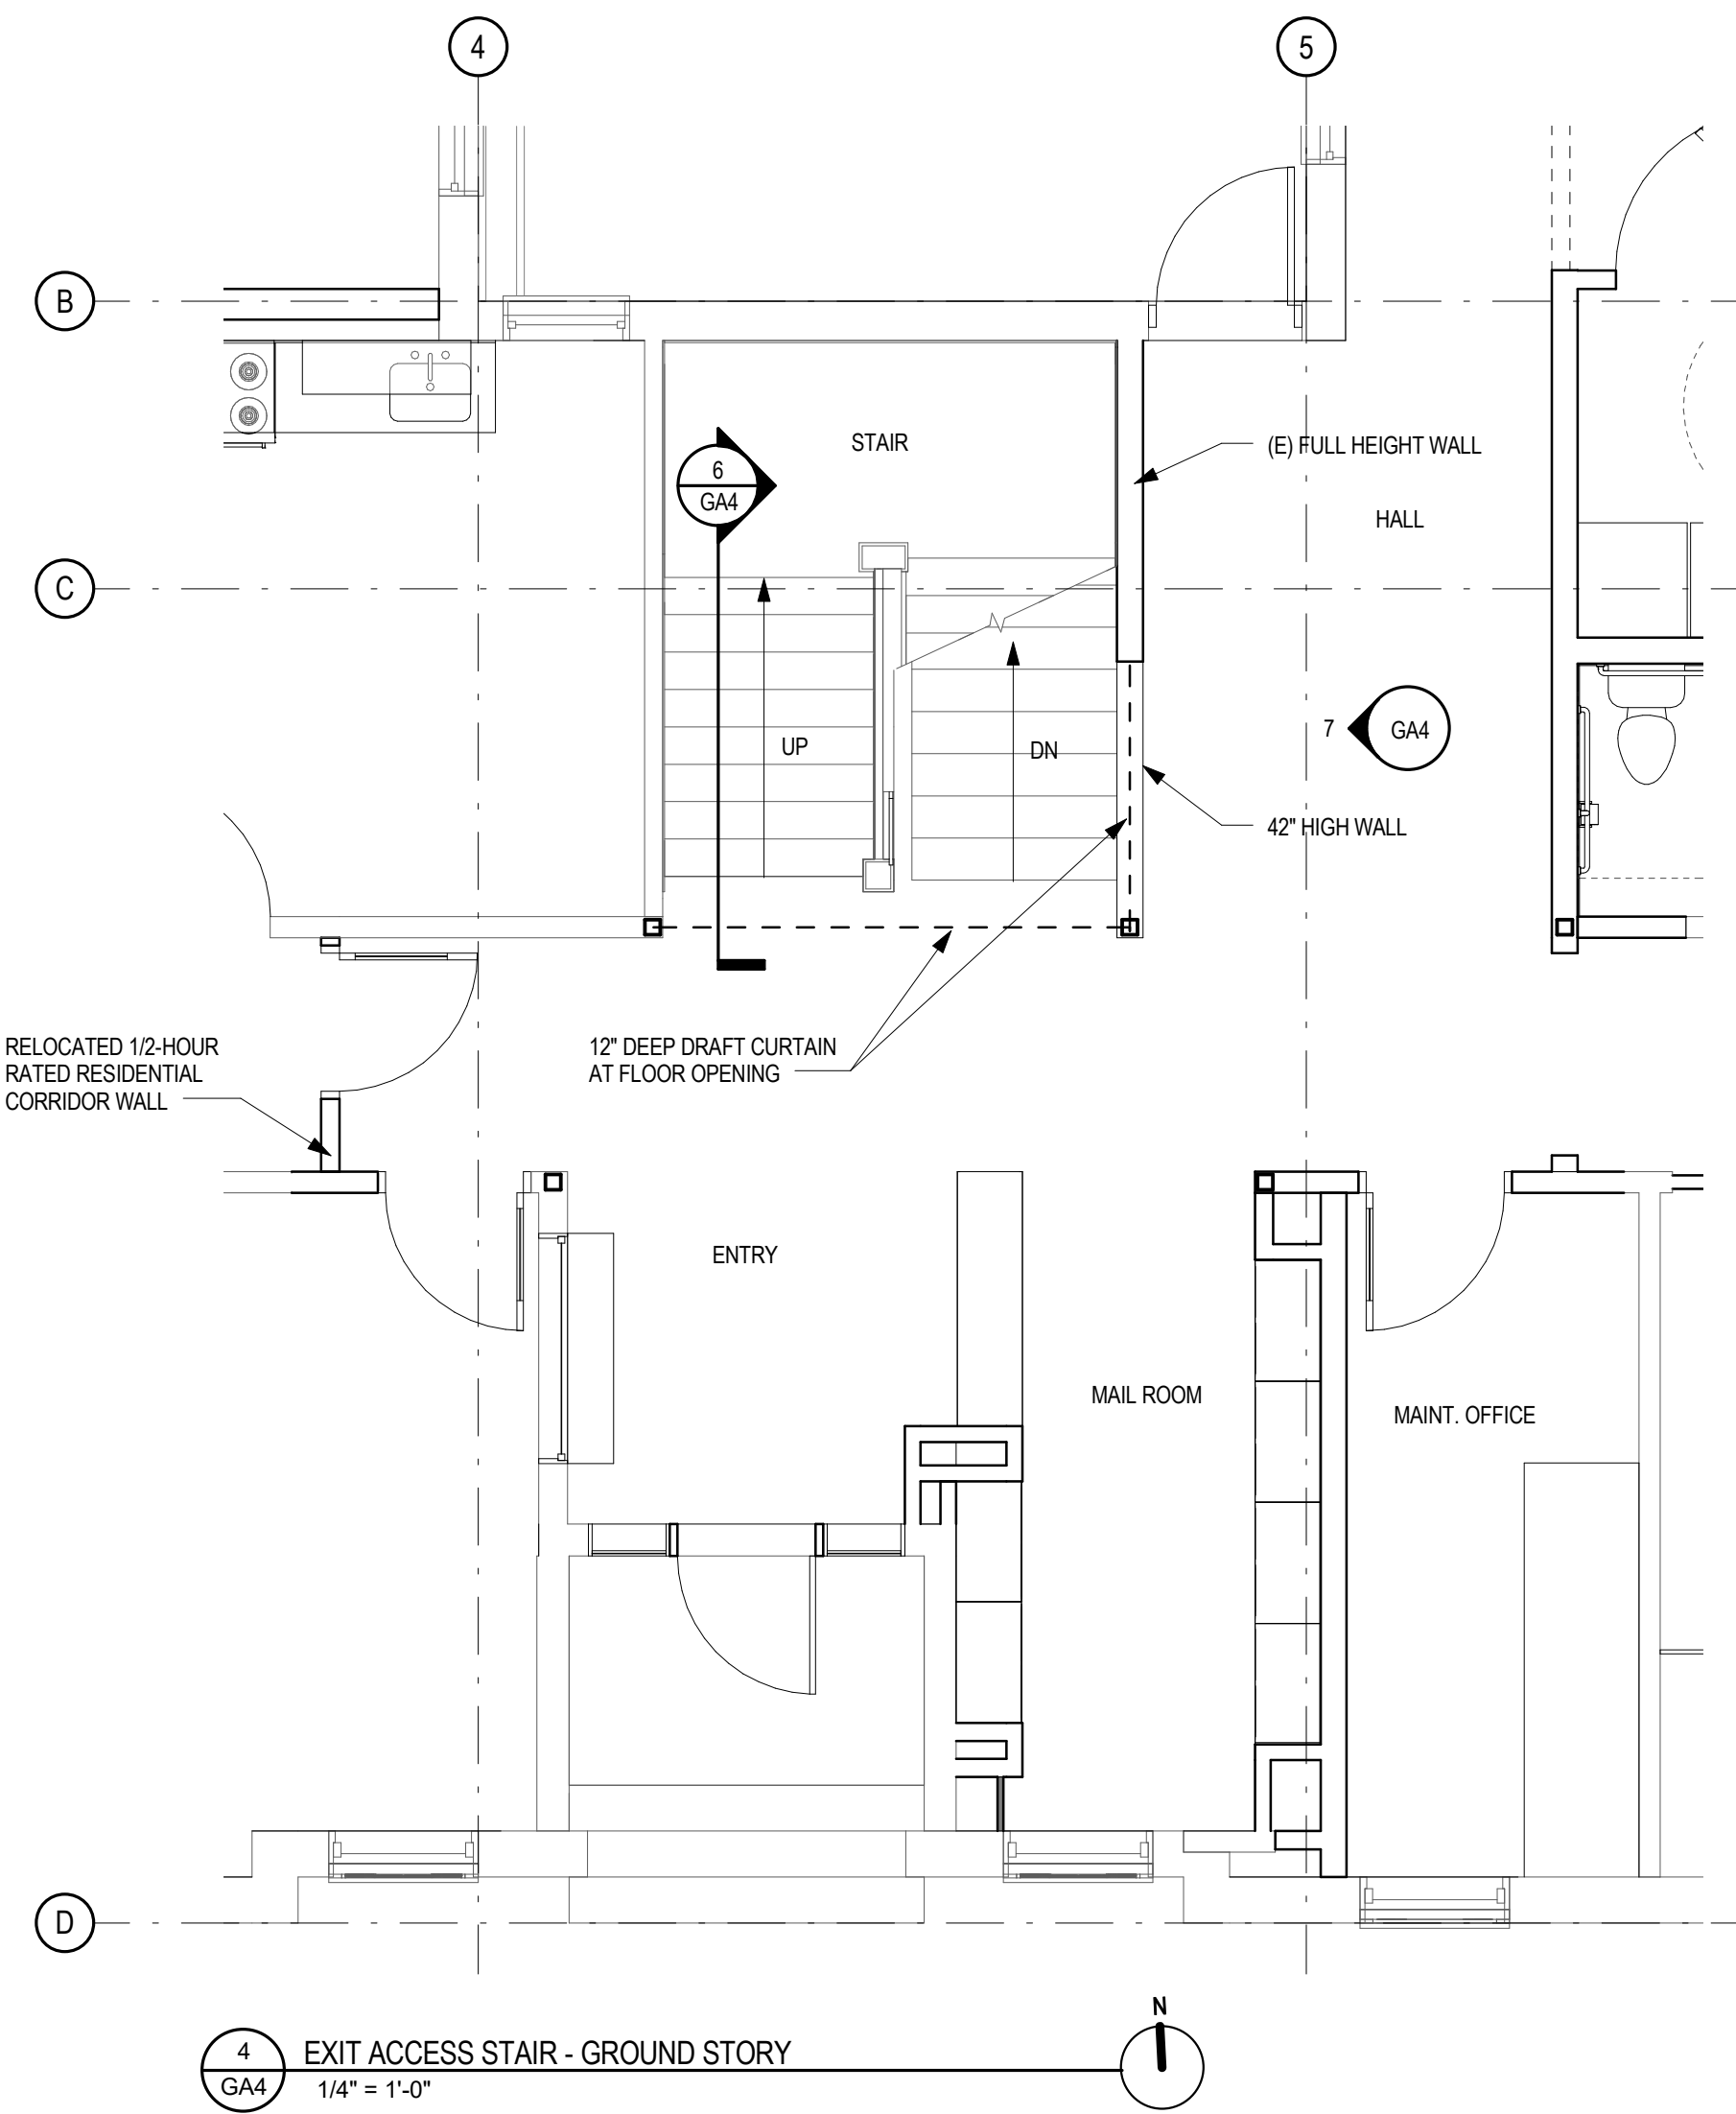 4
5
B
STAIR
(E) FULL HEIGHT WALL
6
GA4
HALL
C
UP
DN
7
GA4
42" HIGH WALL
RELOCATED 1/2-HOUR
RATED RESIDENTIAL
CORRIDOR WALL
12" DEEP DRAFT CURTAIN
AT FLOOR OPENING
ENTRY
MAIL ROOM
MAINT. OFFICE
D
N
4
GA4
EXIT ACCESS STAIR - GROUND STORY
1/4" = 1'-0"